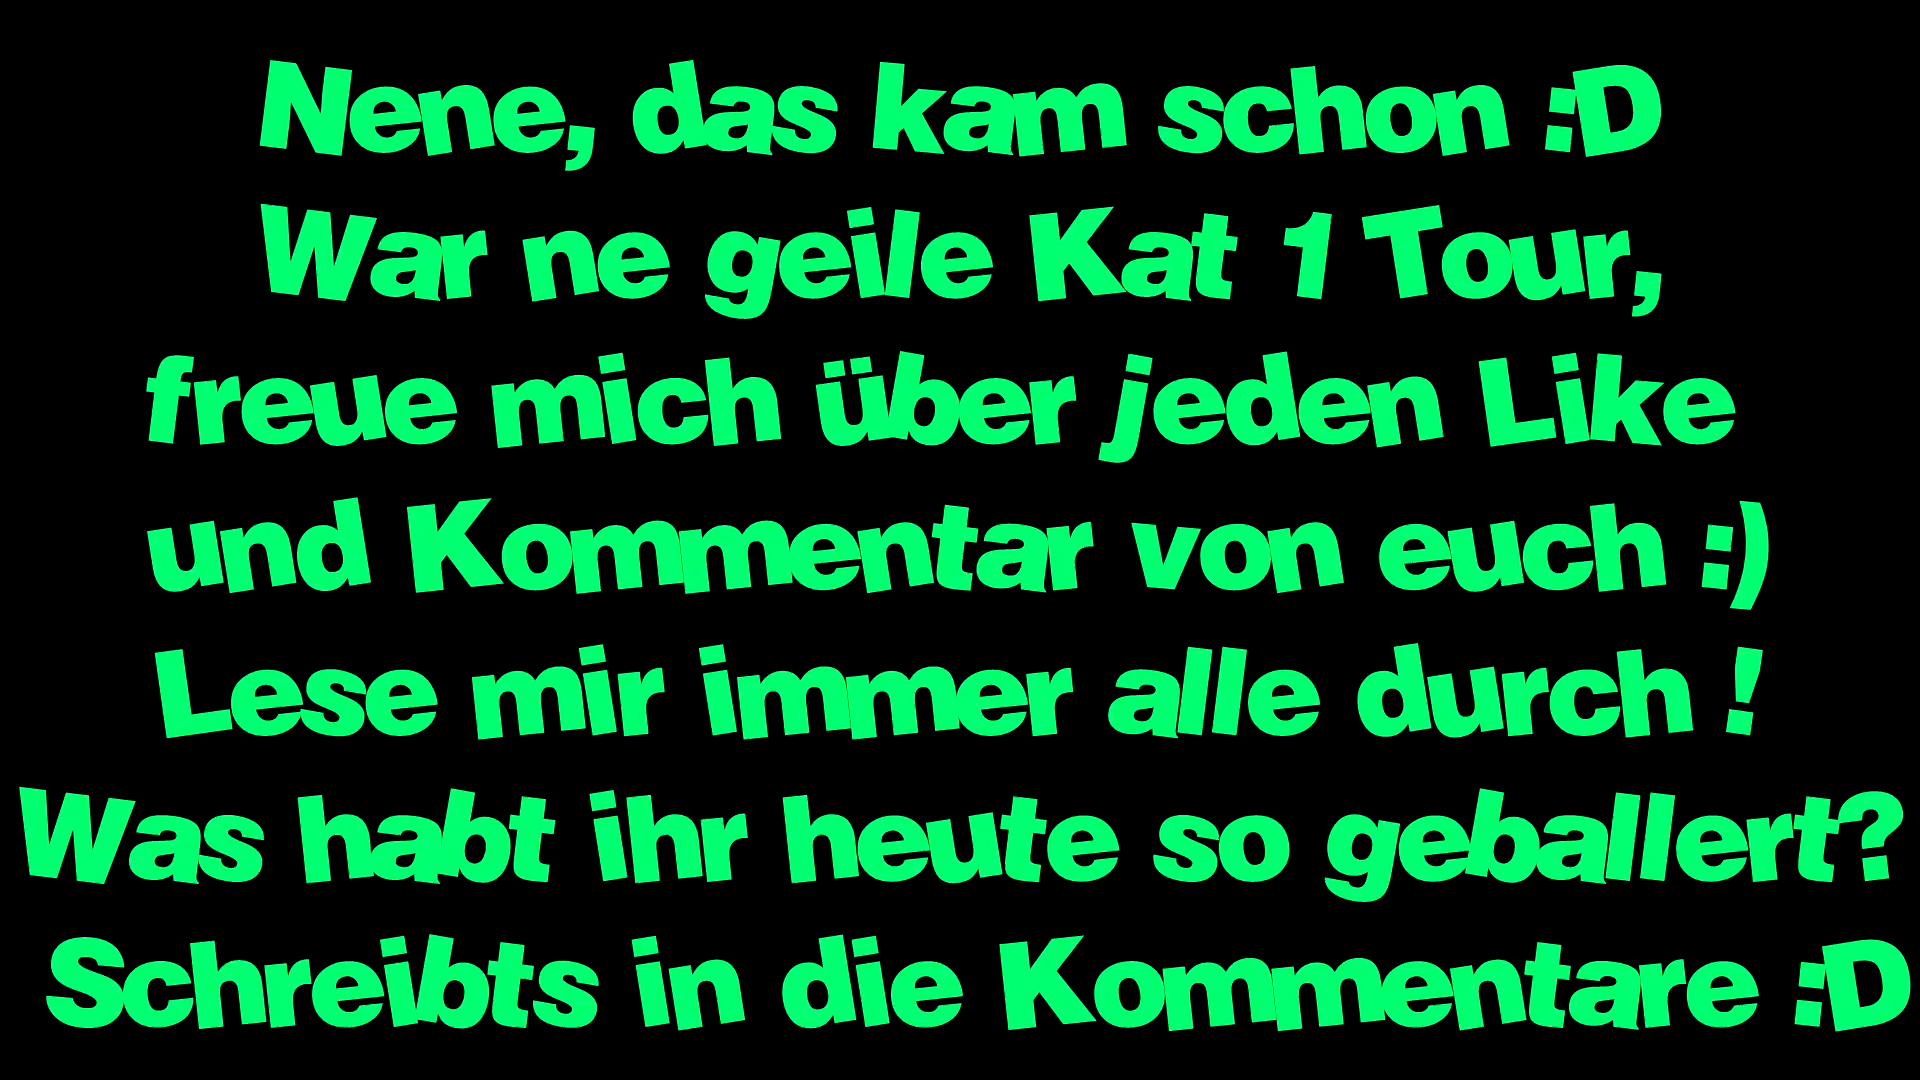 Nene, das kam schon :D
War ne geile Kat 1 Tour,
freue mich über jeden Like
und Kommentar von euch :)
Lese mir immer alle durch !
Was habt ihr heute so geballert?
Schreibts in die Kommentare :D